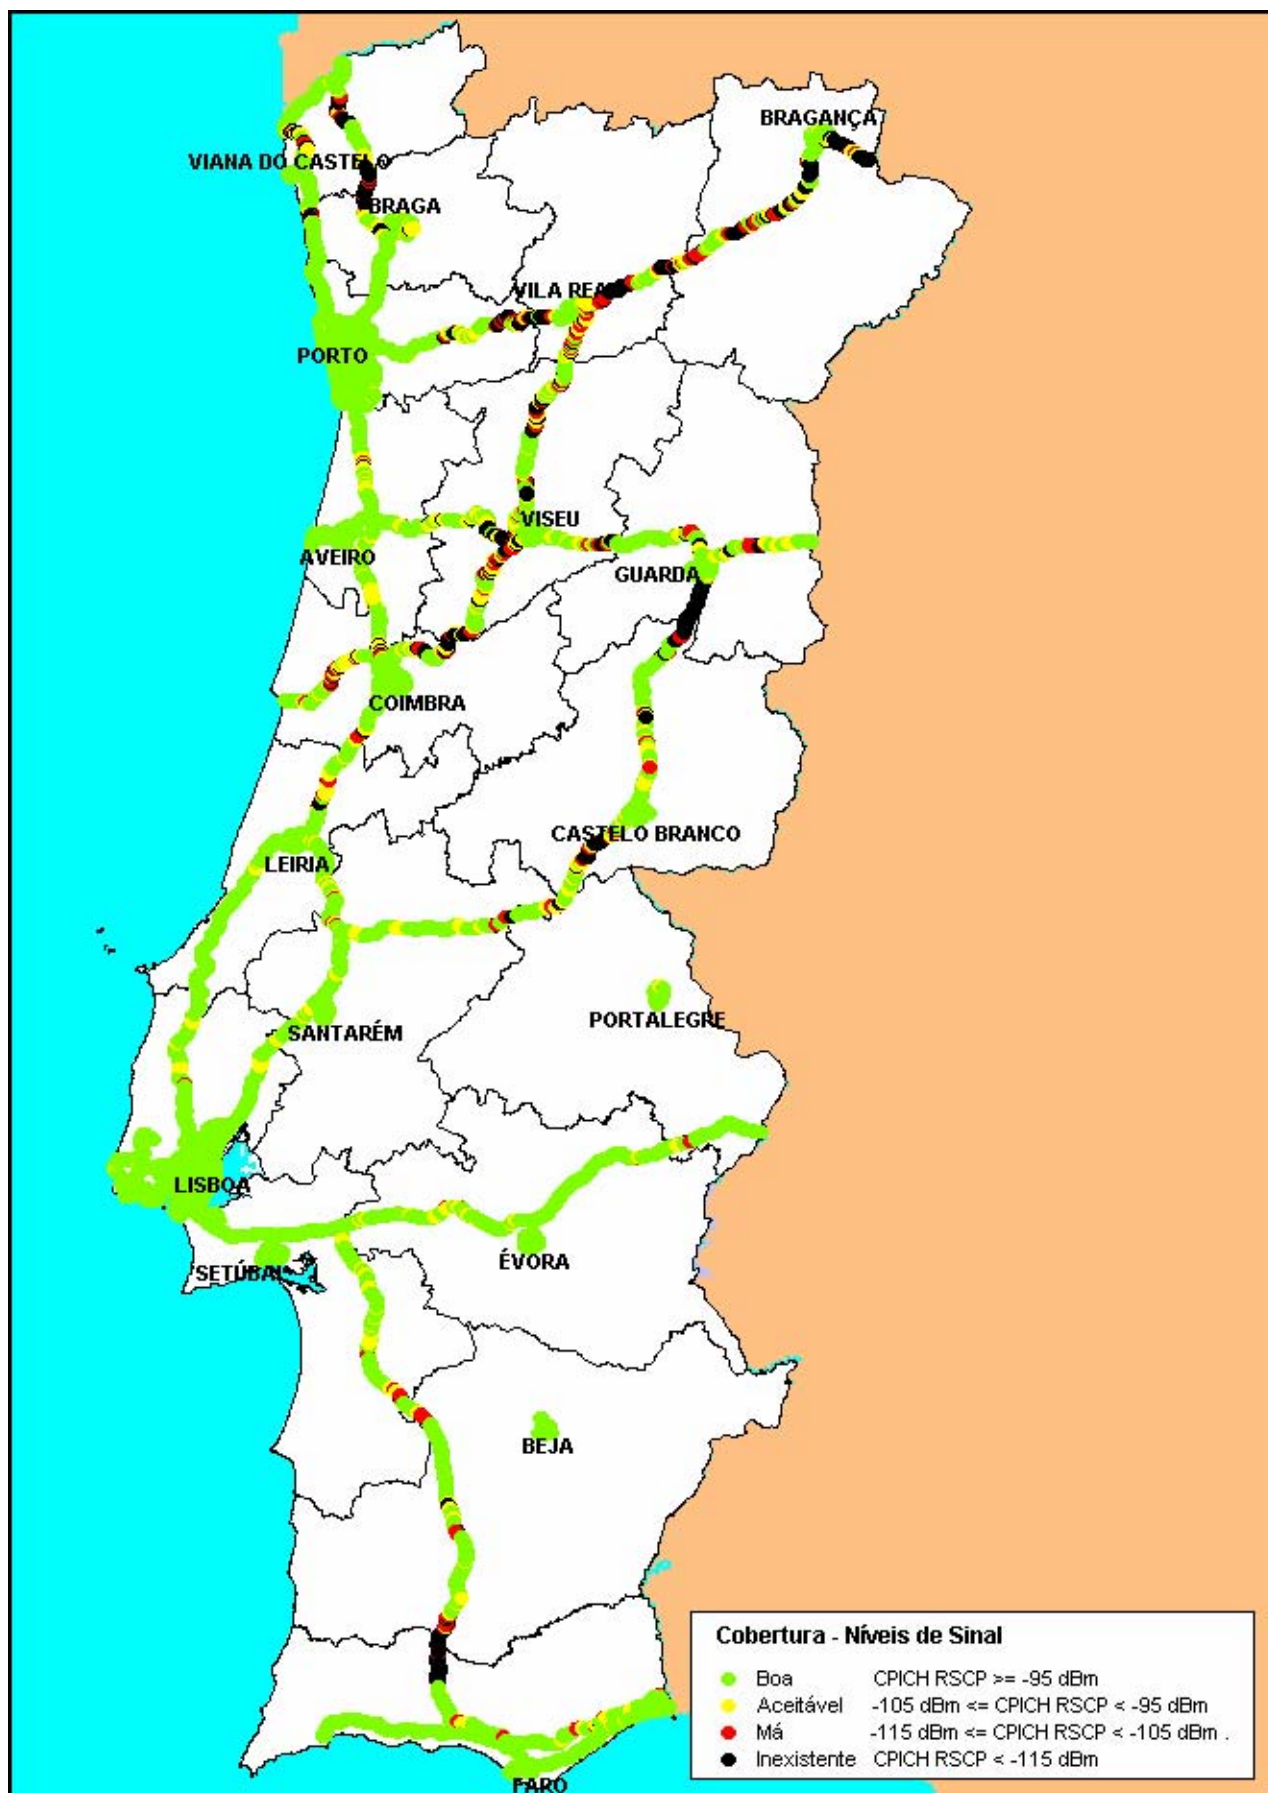 BRAGANÇA
VIANA DO CASTELO
BRAGA
VILA REAL
PORTO
VISEU
AVEIRO
GUARDA
COIMBRA
CASTELO BRANCO
LEIRIA
PORTALEGRE
SANTARÉM
LISBOA
ÉVORA
SETÚBAL
BEJA
FARO
Cobertura - Níveis de Sinal
Boa CPICH RSCP >= -95 dBm
Aceitável -105 dBm <= CPICH RSCP < -95 dBm
Má -115 dBm <= CPICH RSCP < -105 dBm .
Inexistente CPICH RSCP < -115 dBm